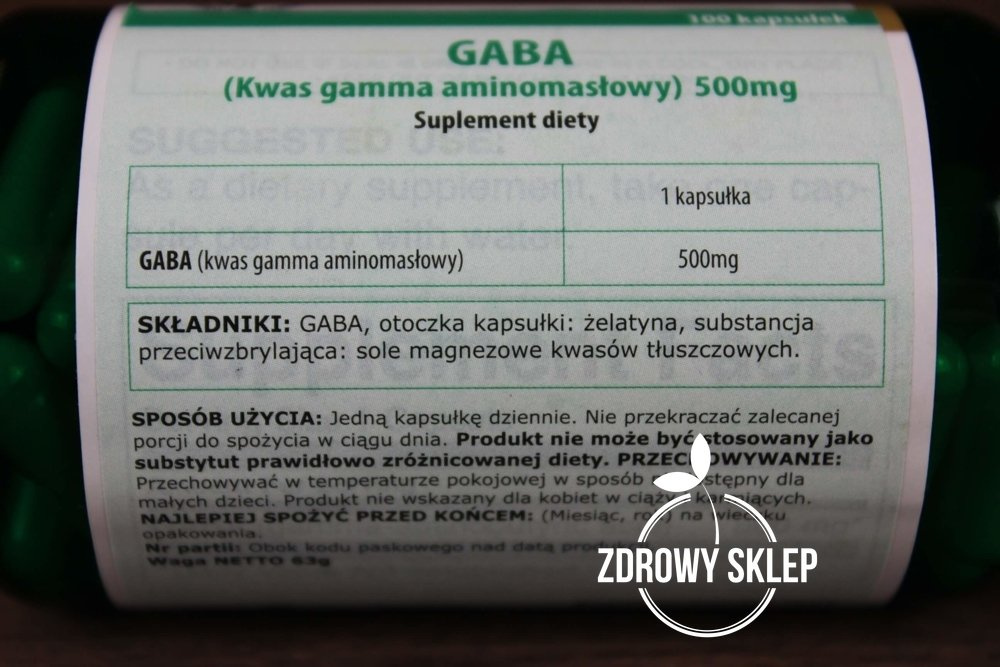 100 kapsułek
GABA
(Kwas gamma aminomasłowy) 500mg
Suplement diety
SUGGESTED USE:
As a dietary supplement, take one cap-
sule per day with water
1 kapsułka
GABA (kwas gamma aminomasłowy) 500mg
SKŁADNIKI: GABA, otoczka kapsułki: żelatyna, substancja
przeciwzbrylająca: sole magnezowe kwasów tłuszczowych.
Supplement Facts
SPOSÓB UŻYCIA: Jedną kapsułkę dziennie. Nie przekraczać zalecanej
porcji do spożycia w ciągu dnia. Produkt nie może być stosowany jako
substytut prawidłowo zróżnicowanej diety. PRZECHOWYWANIE:
Przechowywać w temperaturze pokojowej w sposób dla
małych dzieci. Produkt nie wskazany dla kobiet w ciąży karmiących.
NAJLEPIEJ SPOŻYĆ PRZED KOŃCEM: (Miesiąc, rok) na wieczku
opakowania.
Nr partii: Obok kodu paskowego nad datą
Waga NETTO 63g
ZDROWY SKLEP